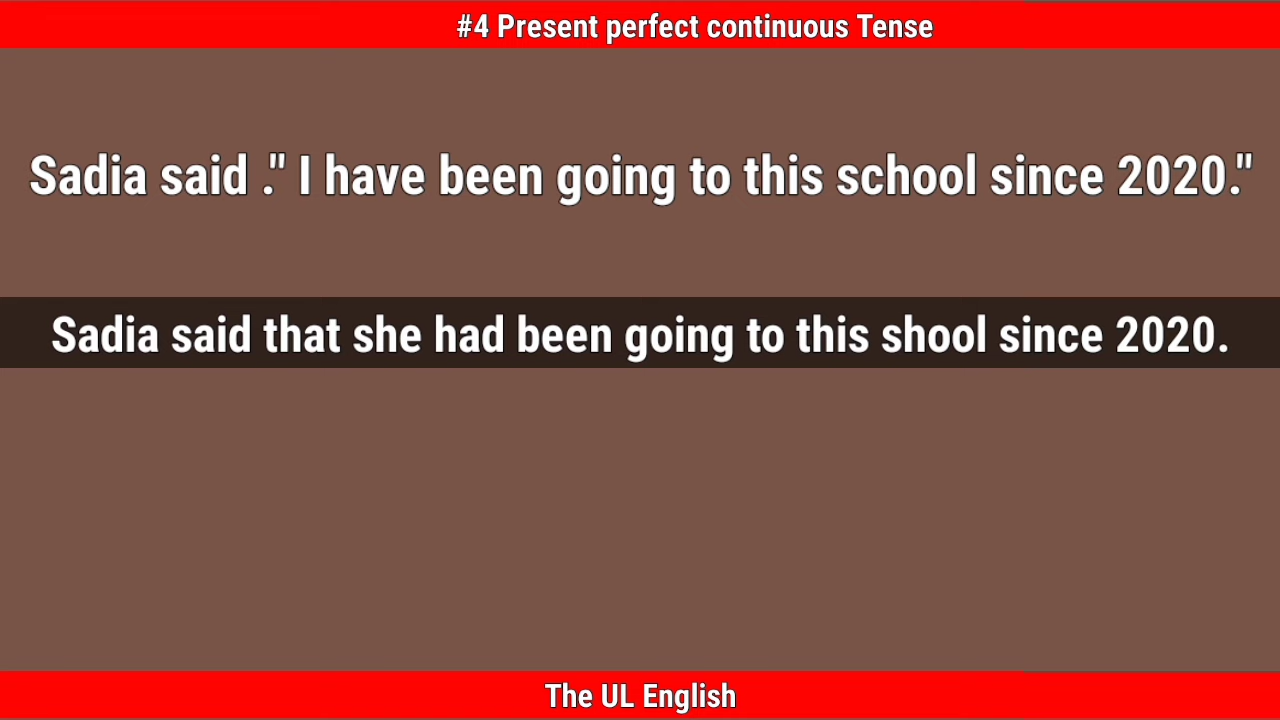 #4 Present perfect continuous Tense
Sadia said ." I have been going to this school since 2020."
Sadia said that she had been going to this shool since 2020.
The UL English